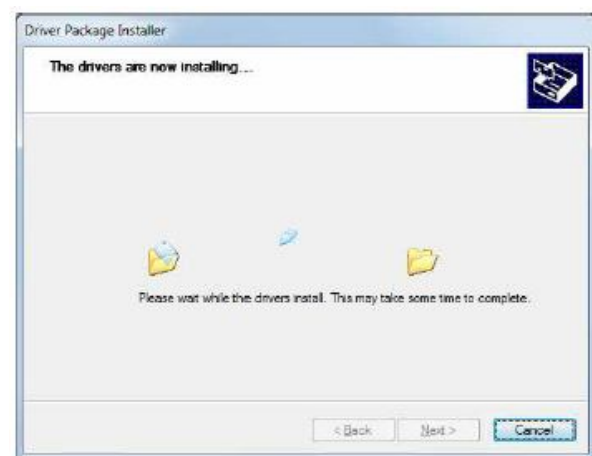 Driver Package Installer
The drivers are now installing...
Please wait while the drivers install. This may take some time to complete.
< Back Next > Cancel